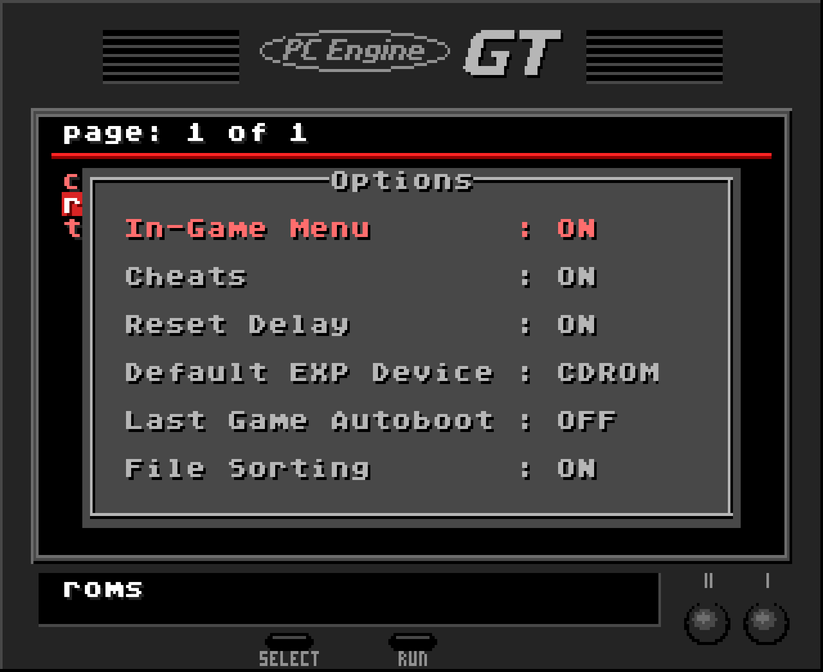 PC Engine GT
page: 1 of 1
c
r
t
Options
In-Game Menu : ON
Cheats : ON
Reset Delay : ON
Default EXP Device : CDROM
Last Game Autoboot : OFF
File Sorting : ON
roms
II I
SELECT RUN